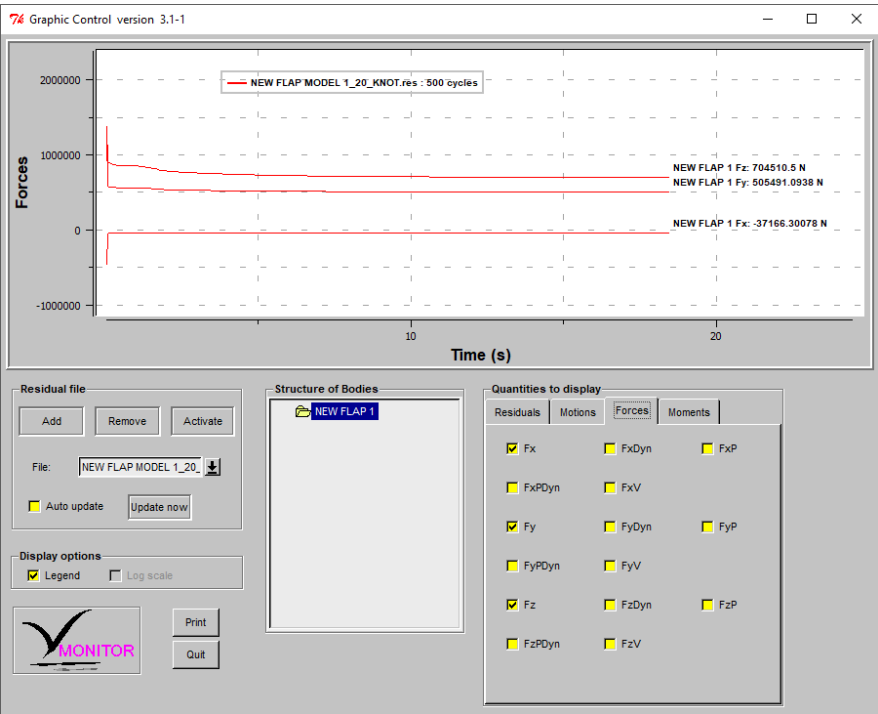 Graphic Control version 3.1-1
NEW FLAP MODEL 1_20_KNOT.res : 500 cycles
Forces
2000000
1000000
0
-1000000
NEW FLAP 1 Fz: 704510.5 N
NEW FLAP 1 Fy: 505491.0938 N
NEW FLAP 1 Fx: -37166.30078 N
10
20
Time (s)
Residual file
Add
Remove
Activate
File:
NEW FLAP MODEL 1_20_
Auto update
Update now
Display options
Legend
Log scale
MONITOR
Print
Quit
Structure of Bodies
NEW FLAP 1
Quantities to display
Residuals
Motions
Forces
Moments
Fx
FxDyn
FxP
FxPDyn
FxV
Fy
FyDyn
FyP
FyPDyn
FyV
Fz
FzDyn
FzP
FzPDyn
FzV